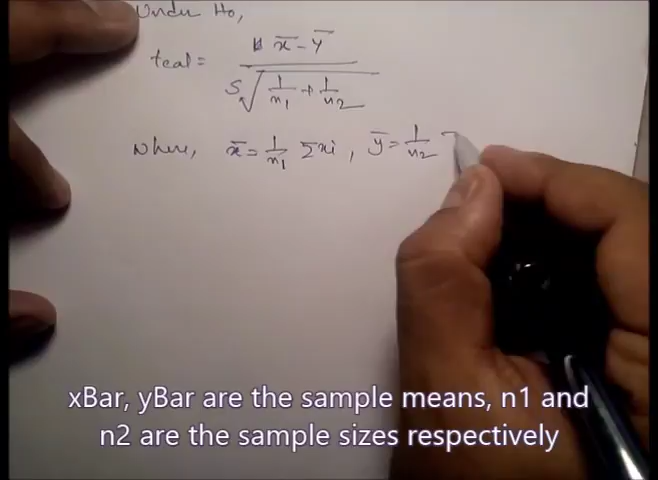 Under Ho,
tcal = x̄ - ȳ / S√(1/n1 + 1/n2)
where, x̄ = 1/n1 Σxi, ȳ = 1/n2
xBar, yBar are the sample means, n1 and
n2 are the sample sizes respectively